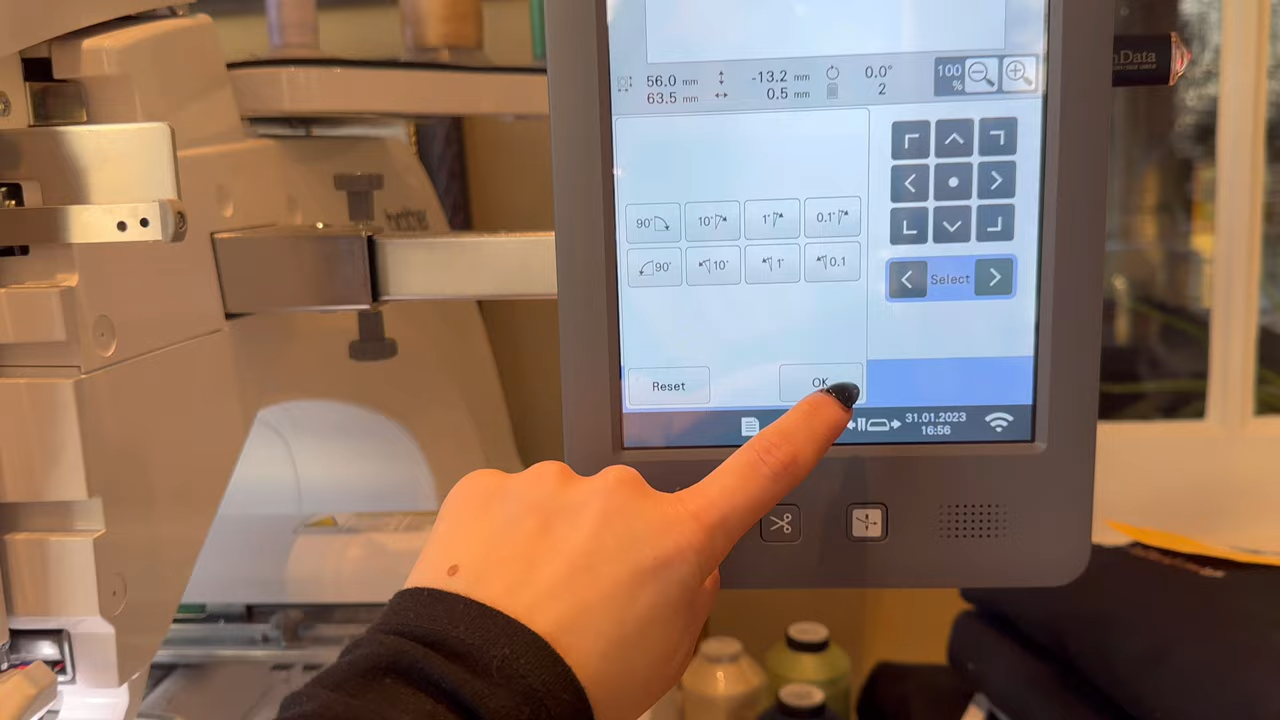 56.0 mm -13.2 mm 0.0° 100
63.5 mm 0.5 mm 2 %
90° 10° 1° 0.1°
90° 10° 1° 0.1
Select
Reset OK
31.01.2023
16:56
Data